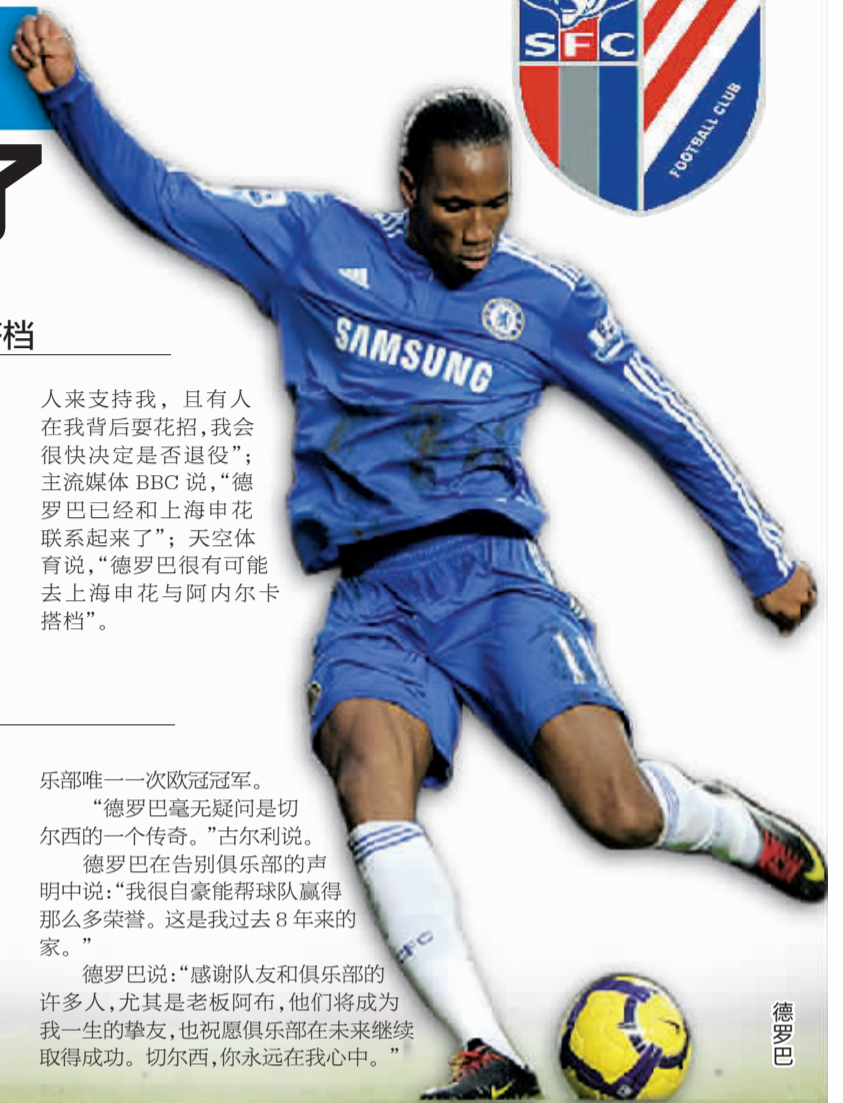 SFC
FOOTBALL CLUB
了
档
SAMSUNG
11
人来支持我，且有人
在我背后耍花招，我会
很快决定是否退役”；
主流媒体 BBC 说，“德
罗巴已经和上海申花
联系起来了”；天空体
育说，“德罗巴很有可能
去上海申花与阿内尔卡
搭档”。
乐部唯一一次欧冠冠军。
“德罗巴毫无疑问是切
尔西的一个传奇。”古尔利说。
德罗巴在告别俱乐部的声
明中说：“我很自豪能帮球队赢得
那么多荣誉。这是我过去 8 年来的
家。”
德罗巴说：“感谢队友和俱乐部的
许多人，尤其是老板阿布，他们将成为
我一生的挚友，也祝愿俱乐部在未来继续
取得成功。切尔西，你永远在我心中。”
CFC
德罗巴